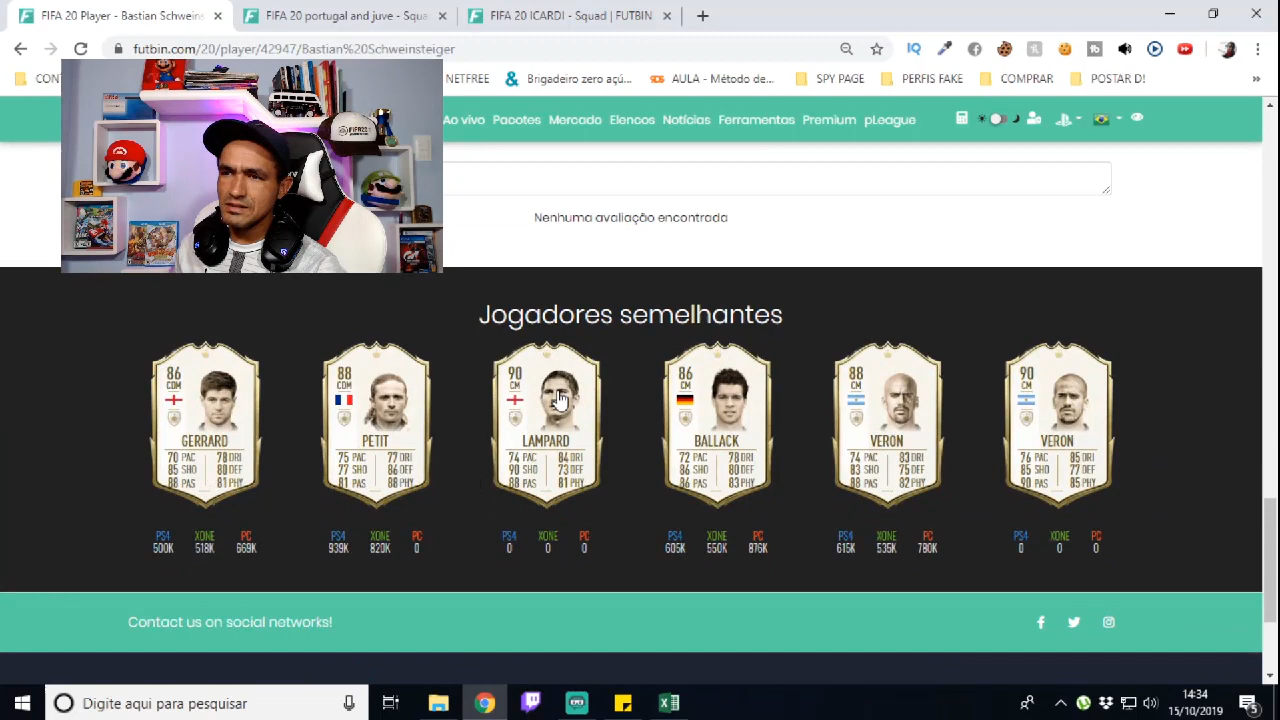 FIFA 20 Player - Bastian Schweins
FIFA 20 portugal and juve - Squa
FIFA 20 ICARDI - Squad | FUTBIN
futbin.com/20/player/42947/Bastian%20Schweinsteiger
CONT
NETFREE
Brigadeiro zero açú...
AULA - Método de...
SPY PAGE
PERFIS FAKE
COMPRAR
POSTAR D!
Ao vivo Pacotes Mercado Elencos Notícias Ferramentas Premium pLeague
Nenhuma avaliação encontrada
Jogadores semelhantes
86
CDM
GERRARD
70 PAC 78 DRI
85 SHO 80 DEF
88 PAS 81 PHY
PS4 XONE PC
500K 518K 669K
88
CDM
PETIT
75 PAC 77 DRI
77 SHO 86 DEF
81 PAS 88 PHY
PS4 XONE PC
939K 820K 0
90
CM
LAMPARD
74 PAC 84 DRI
90 SHO 73 DEF
88 PAS 81 PHY
PS4 XONE PC
0 0 0
86
CM
BALLACK
72 PAC 78 DRI
86 SHO 80 DEF
86 PAS 83 PHY
PS4 XONE PC
605K 550K 876K
88
CM
VERON
74 PAC 83 DRI
83 SHO 75 DEF
88 PAS 82 PHY
PS4 XONE PC
615K 535K 780K
90
CM
VERON
76 PAC 85 DRI
85 SHO 77 DEF
90 PAS 85 PHY
PS4 XONE PC
0 0 0
Contact us on social networks!
Digite aqui para pesquisar
14:34
15/10/2019
5